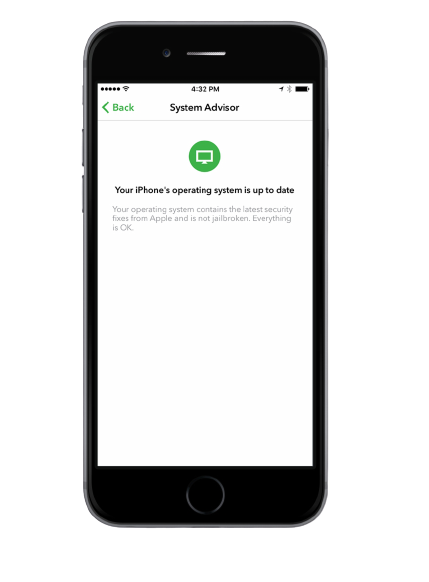 4:32 PM
Back
System Advisor
Your iPhone's operating system is up to date
Your operating system contains the latest security
fixes from Apple and is not jailbroken. Everything
is OK.